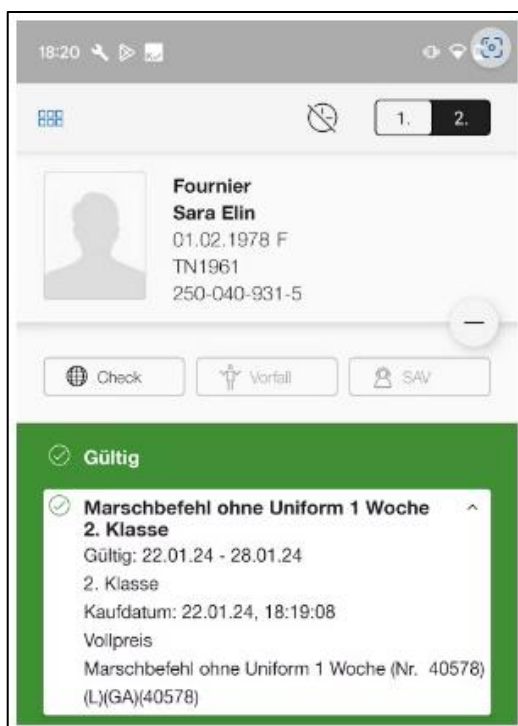 18:20
1. 2.
Fournier
Sara Elin
01.02.1978 F
TN1961
250-040-931-5
Check Vorfall SAV
Gültig
Marschbefehl ohne Uniform 1 Woche
2. Klasse
Gültig: 22.01.24 - 28.01.24
2. Klasse
Kaufdatum: 22.01.24, 18:19:08
Vollpreis
Marschbefehl ohne Uniform 1 Woche (Nr. 40578)
(L)(GA)(40578)